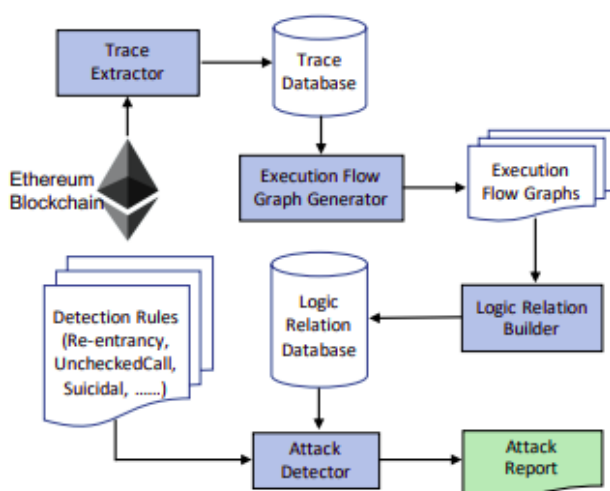 Trace
Extractor
Trace
Database
Ethereum
Blockchain
Execution Flow
Graph Generator
Execution
Flow Graphs
Detection Rules
(Re-entrancy,
UncheckedCall,
Suicidal, ......)
Logic
Relation
Database
Logic Relation
Builder
Attack
Detector
Attack
Report